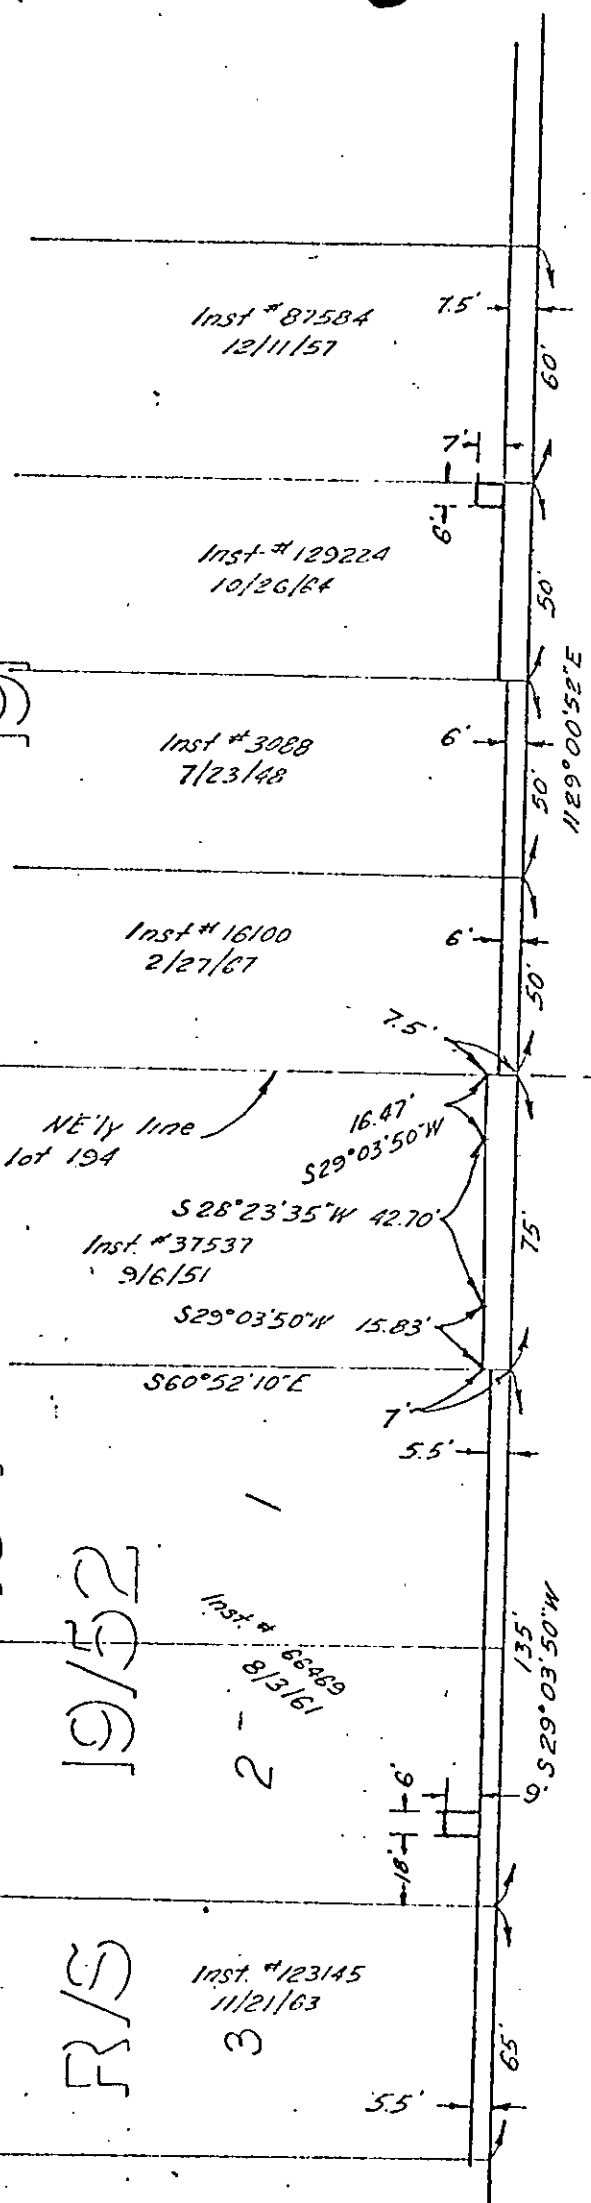 Inst # 87584
12/11/57
7.5'
60'
7'
6'
Inst # 129224
10/26/64
50'
Inst # 3088
7/23/48
6'
50'
N29°00'52"E
Inst # 16100
2/27/67
6'
50'
7.5'
NE'ly line
lot 194
16.47'
S29°03'50"W
S28°23'35"W 42.70'
Inst. # 37537
9/6/51
75'
S29°03'50"W 15.83'
S60°52'10"E
7'
5.5'
1
19/52
Inst. # 66469
8/3/61
2
135'
S29°03'50"W
6'
9'
18'
R/S
Inst. # 123145
11/21/63
3
65'
5.5'